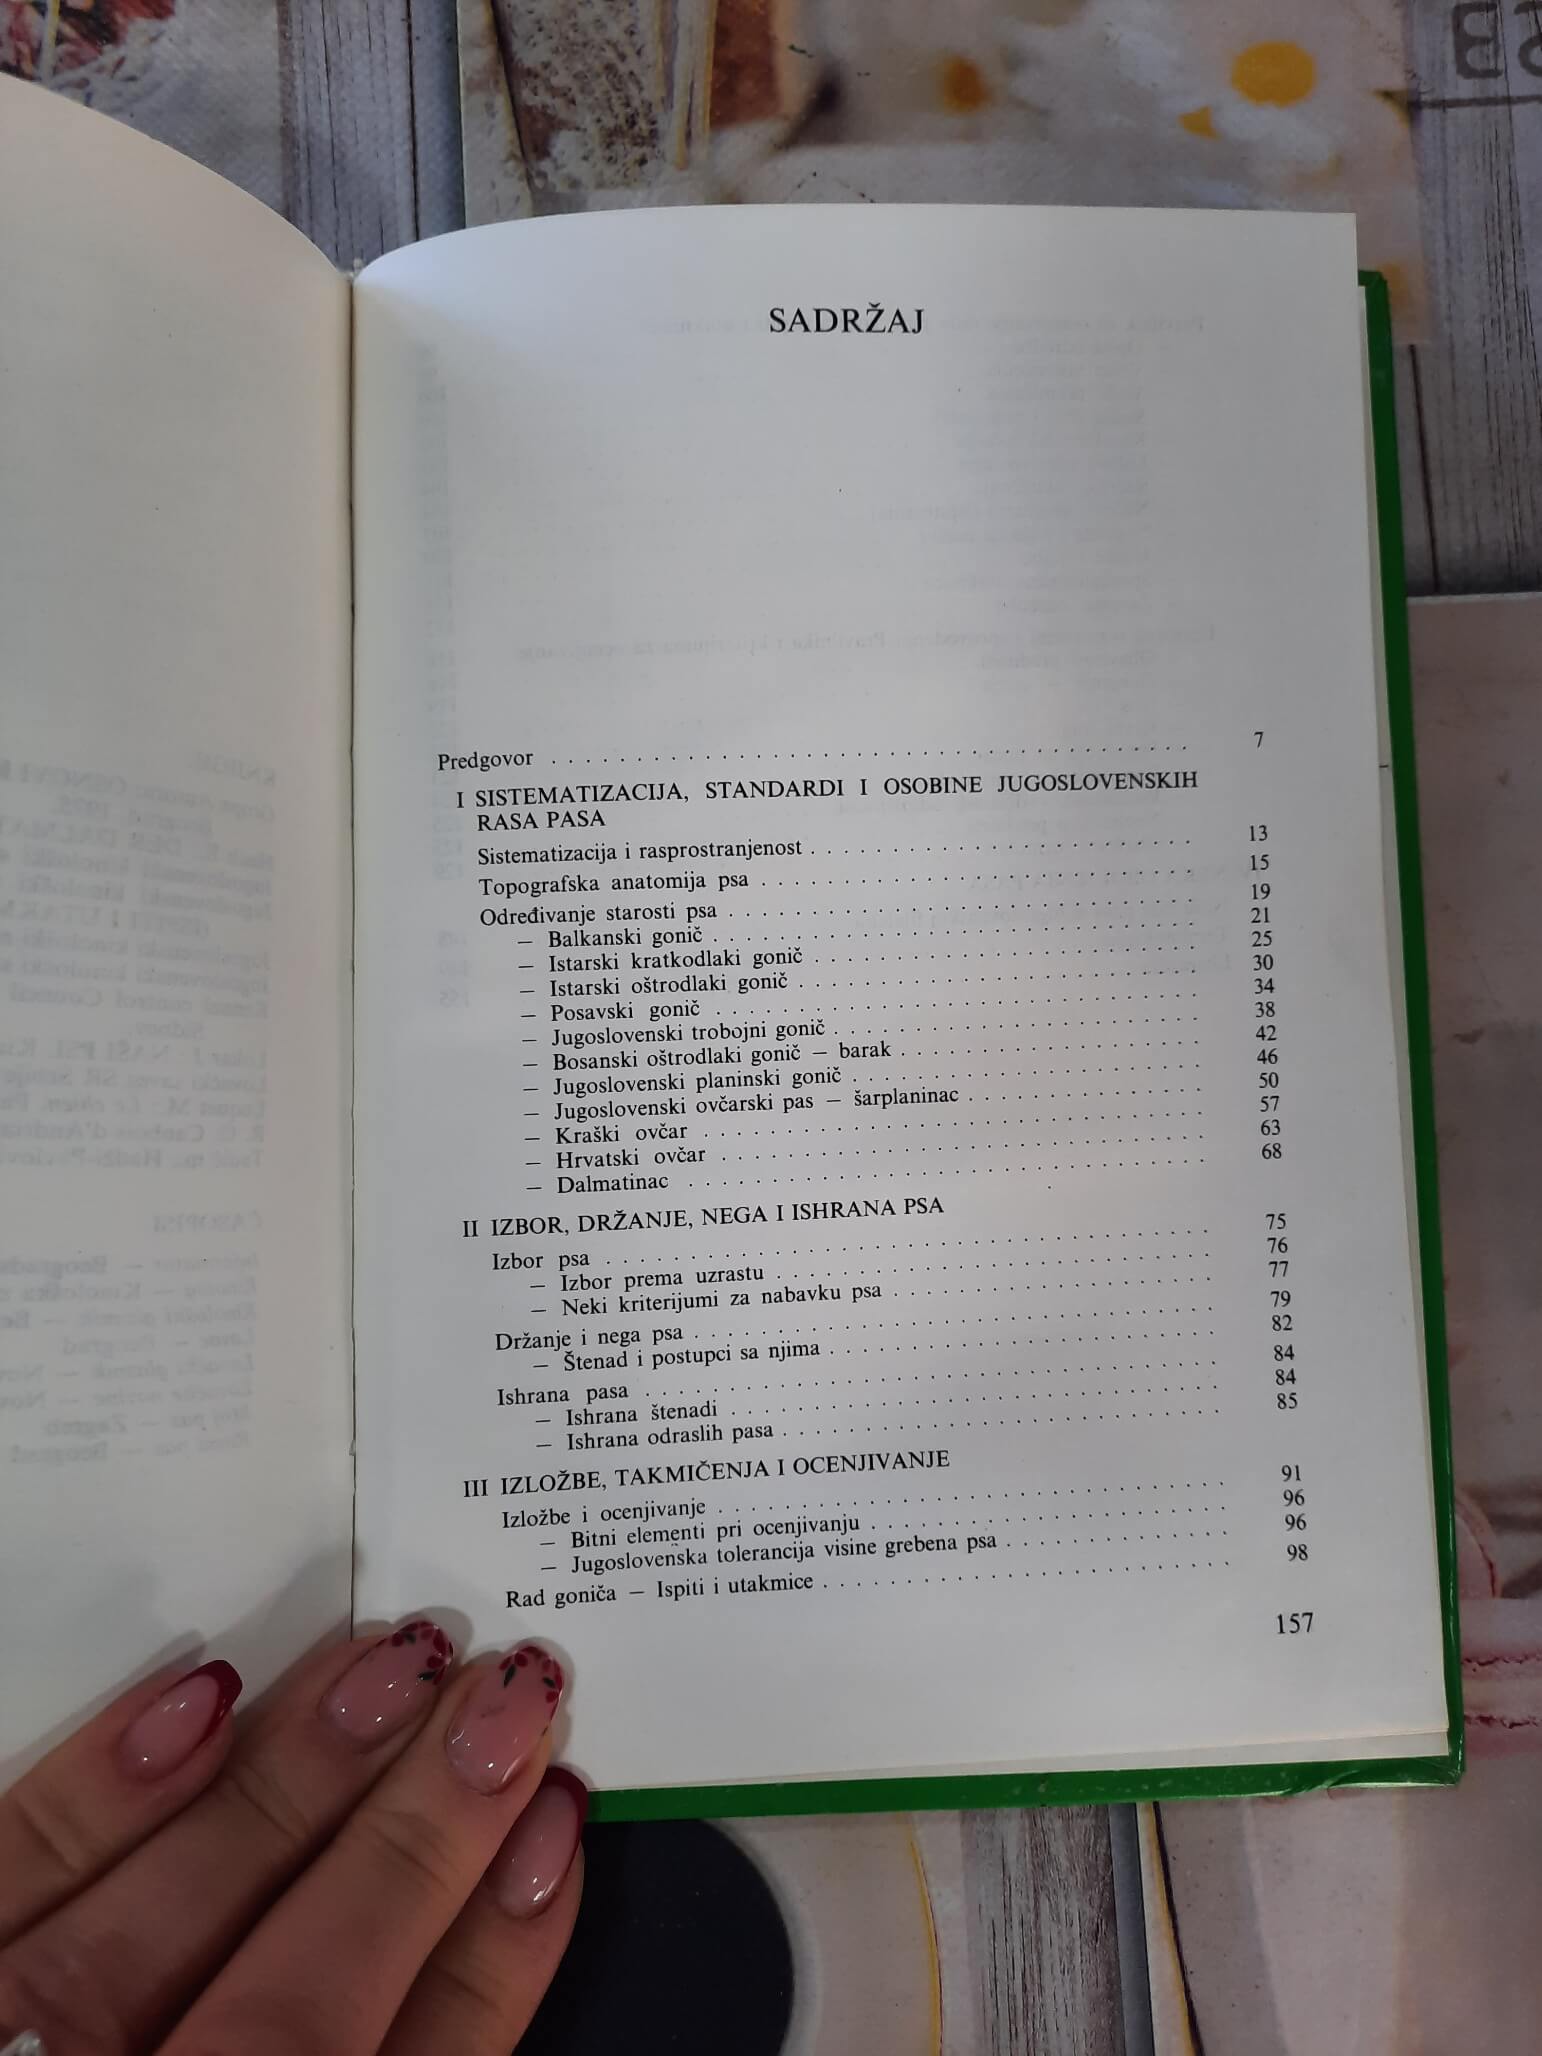 SADRŽAJ
Predgovor . . . . . . . . . . . . . . . . . . . . . . . . . . . . . . 7
I SISTEMATIZACIJA, STANDARDI I OSOBINE JUGOSLOVENSKIH
RASA PASA
Sistematizacija i rasprostranjenost . . . . . . . . . . . . . . . . . . 13
Topografska anatomija psa . . . . . . . . . . . . . . . . . . . . . 15
Određivanje starosti psa . . . . . . . . . . . . . . . . . . . . . . 19
— Balkanski gonič . . . . . . . . . . . . . . . . . . . . . . 21
— Istarski kratkodlaki gonič . . . . . . . . . . . . . . . . . . 25
— Istarski oštrodlaki gonič . . . . . . . . . . . . . . . . . . 30
— Posavski gonič . . . . . . . . . . . . . . . . . . . . . . 34
— Jugoslovenski trobojni gonič . . . . . . . . . . . . . . . . 38
— Bosanski oštrodlaki gonič — barak . . . . . . . . . . . . . . 42
— Jugoslovenski planinski gonič . . . . . . . . . . . . . . . . 46
— Jugoslovenski ovčarski pas — šarplaninac . . . . . . . . . . . 50
— Kraški ovčar . . . . . . . . . . . . . . . . . . . . . . . 57
— Hrvatski ovčar . . . . . . . . . . . . . . . . . . . . . . 63
— Dalmatinac . . . . . . . . . . . . . . . . . . . . . . . . 68
II IZBOR, DRŽANJE, NEGA I ISHRANA PSA
Izbor psa . . . . . . . . . . . . . . . . . . . . . . . . . . . . 75
— Izbor prema uzrastu . . . . . . . . . . . . . . . . . . . . 76
— Neki kriterijumi za nabavku psa . . . . . . . . . . . . . . . 77
Držanje i nega psa . . . . . . . . . . . . . . . . . . . . . . . . 79
— Štenad i postupci sa njima . . . . . . . . . . . . . . . . . 82
Ishrana pasa . . . . . . . . . . . . . . . . . . . . . . . . . . 84
— Ishrana štenadi . . . . . . . . . . . . . . . . . . . . . . 84
— Ishrana odraslih pasa . . . . . . . . . . . . . . . . . . . . 85
III IZLOŽBE, TAKMIČENJA I OCENJIVANJE
Izložbe i ocenjivanje . . . . . . . . . . . . . . . . . . . . . . . 91
— Bitni elementi pri ocenjivanju . . . . . . . . . . . . . . . . 96
— Jugoslovenska tolerancija visine grebena psa . . . . . . . . . . 96
Rad goniča — Ispiti i utakmice . . . . . . . . . . . . . . . . . . . 98
157